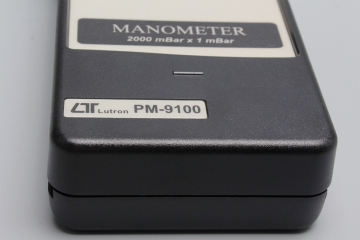 MANOMETER
2000 mBar x 1 mBar
LT Lutron PM-9100